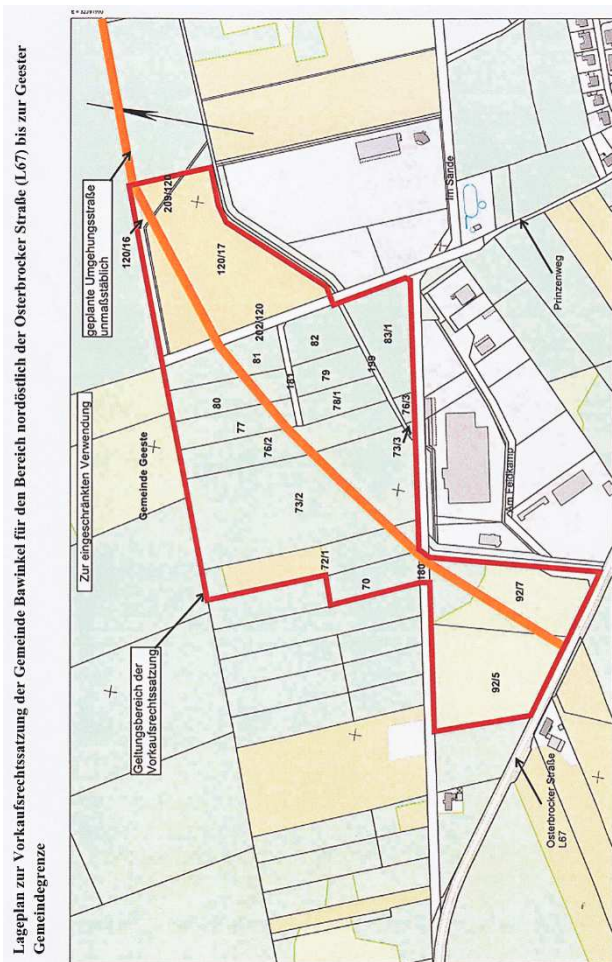 Lageplan zur Vorkaufsrechtssatzung der Gemeinde Bawinkel für den Bereich nordöstlich der Osterbrocker Straße (L67) bis zur Geester
Gemeindegrenze
Zur eingeschränkten Verwendung
geplante Umgehungsstraße
unmaßstäblich
Gemeinde Geeste
Geltungsbereich der
Vorkaufsrechtssatzung
120/16
209/120
120/17
202/120
80
81
77
76/2
181
82
79
78/1
199
83/1
73/2
76/3
73/3
72/1
70
180
92/7
92/5
Im Sande
Prinzenweg
Am Feldkamp
Osterbrocker Straße
L67